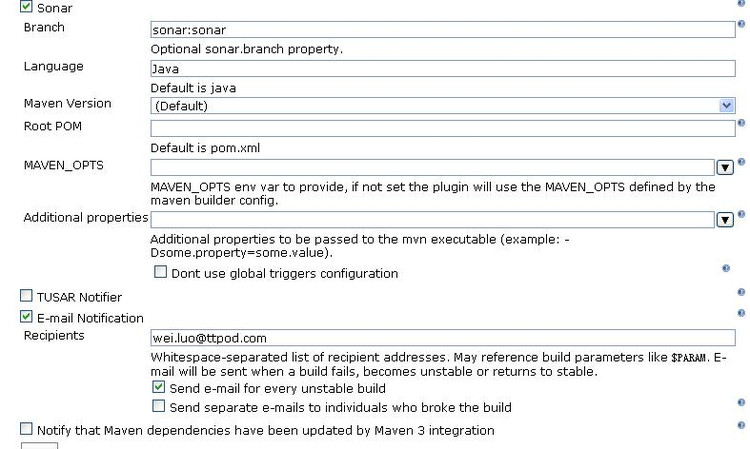 Sonar
Branch
sonar:sonar
Optional sonar.branch property.
Language
Java
Default is java
Maven Version
(Default)
Root POM
Default is pom.xml
MAVEN_OPTS
MAVEN_OPTS env var to provide, if not set the plugin will use the MAVEN_OPTS defined by the
maven builder config.
Additional properties
Additional properties to be passed to the mvn executable (example: -
Dsome.property=some.value).
Dont use global triggers configuration
TUSAR Notifier
E-mail Notification
Recipients
wei.luo@ttpod.com
Whitespace-separated list of recipient addresses. May reference build parameters like $PARAM. E-
mail will be sent when a build fails, becomes unstable or returns to stable.
Send e-mail for every unstable build
Send separate e-mails to individuals who broke the build
Notify that Maven dependencies have been updated by Maven 3 integration